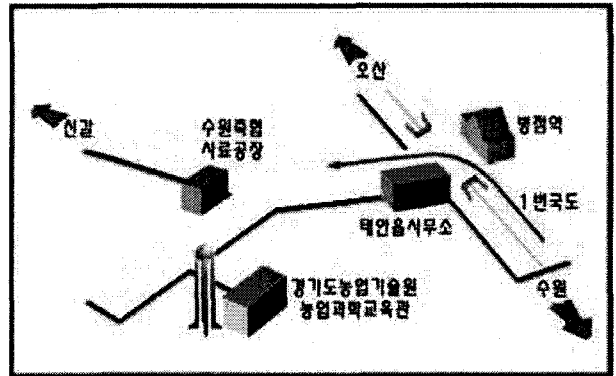 오산
신갈
수원축협
사료공장
병점역
1번국도
태안읍사무소
경기도농업기술원
농업과학교육관
수원